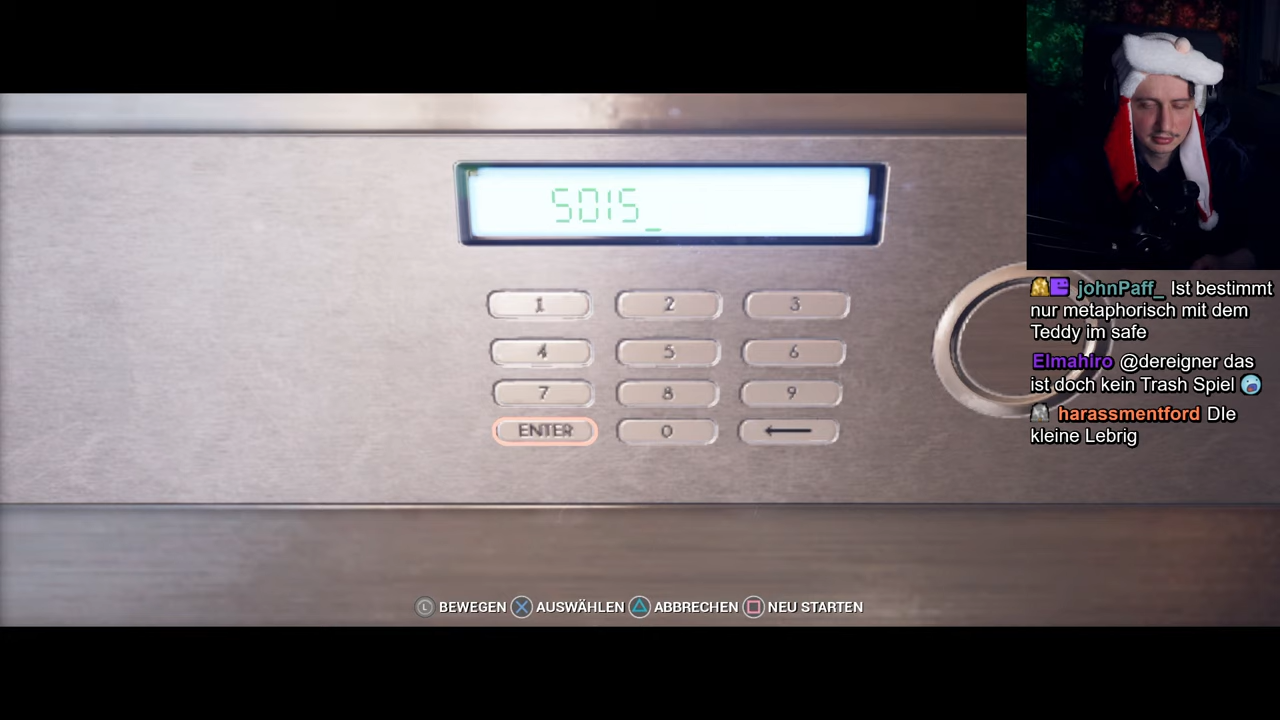 5015_
1 2 3
4 5 6
7 8 9
ENTER 0 ←
L BEWEGEN AUSWÄHLEN ABBRECHEN NEU STARTEN
johnPaff_ Ist bestimmt
nur metaphorisch mit dem
Teddy im safe
Elmahiro @dereigner das
ist doch kein Trash Spiel
harassmentford DIe
kleine Lebrig